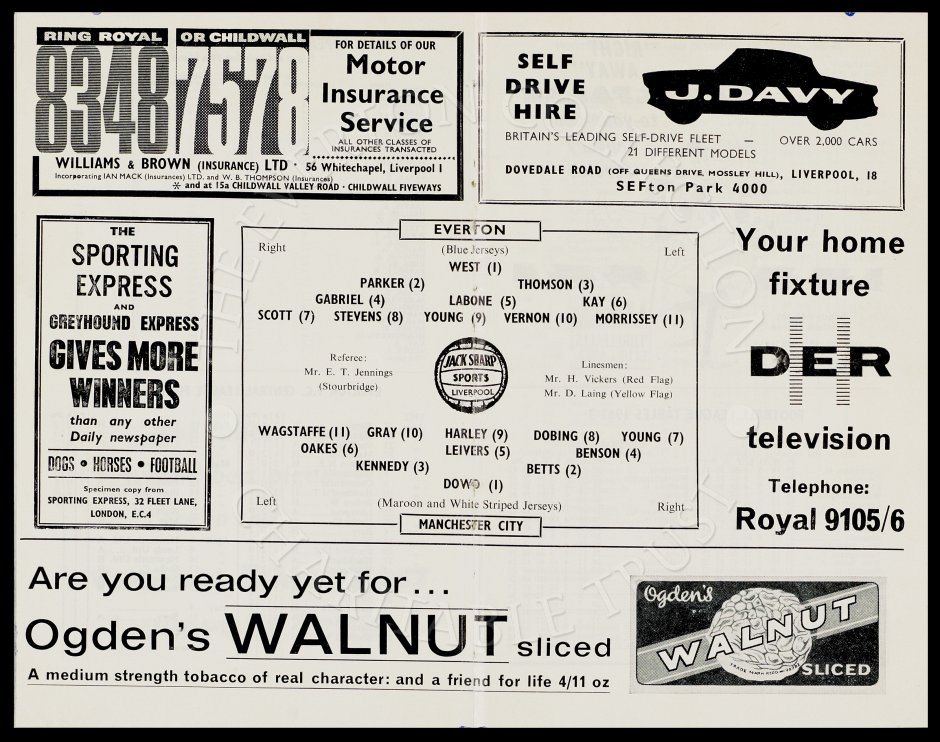 RING ROYAL OR CHILDWALL
8348 7578
FOR DETAILS OF OUR
Motor
Insurance
Service
ALL OTHER CLASSES OF
INSURANCES TRANSACTED
WILLIAMS & BROWN (INSURANCE) LTD · 56 Whitechapel, Liverpool 1
Incorporating IAN MACK (Insurances) LTD. and W. B. THOMPSON (Insurances)
* and at 15a CHILDWALL VALLEY ROAD · CHILDWALL FIVEWAYS
SELF
DRIVE
HIRE
J. DAVY
BRITAIN'S LEADING SELF-DRIVE FLEET — OVER 2,000 CARS
21 DIFFERENT MODELS
DOVEDALE ROAD (OFF QUEENS DRIVE, MOSSLEY HILL), LIVERPOOL, 18
SEFton Park 4000
THE
SPORTING
EXPRESS
AND
GREYHOUND EXPRESS
GIVES MORE
WINNERS
than any other
Daily newspaper
DOGS • HORSES • FOOTBALL
Specimen copy from
SPORTING EXPRESS, 32 FLEET LANE,
LONDON, E.C.4
EVERTON
Right (Blue Jerseys) Left
WEST (1)
PARKER (2) THOMSON (3)
GABRIEL (4) LABONE (5) KAY (6)
SCOTT (7) STEVENS (8) YOUNG (9) VERNON (10) MORRISSEY (11)
Referee:
Mr. E. T. Jennings
(Stourbridge)
JACK SHARP
SPORTS
LIVERPOOL
Linesmen:
Mr. H. Vickers (Red Flag)
Mr. D. Laing (Yellow Flag)
WAGSTAFFE (11) GRAY (10) HARLEY (9) DOBING (8) YOUNG (7)
OAKES (6) LEIVERS (5) BENSON (4)
KENNEDY (3) BETTS (2)
DOWD (1)
Left (Maroon and White Striped Jerseys) Right
MANCHESTER CITY
Your home
fixture
DER
television
Telephone:
Royal 9105/6
Are you ready yet for...
Ogden's WALNUT sliced
A medium strength tobacco of real character: and a friend for life 4/11 oz
Ogden's
WALNUT
SLICED
THE EVERTON COLLECTION
CHARITABLE TRUST